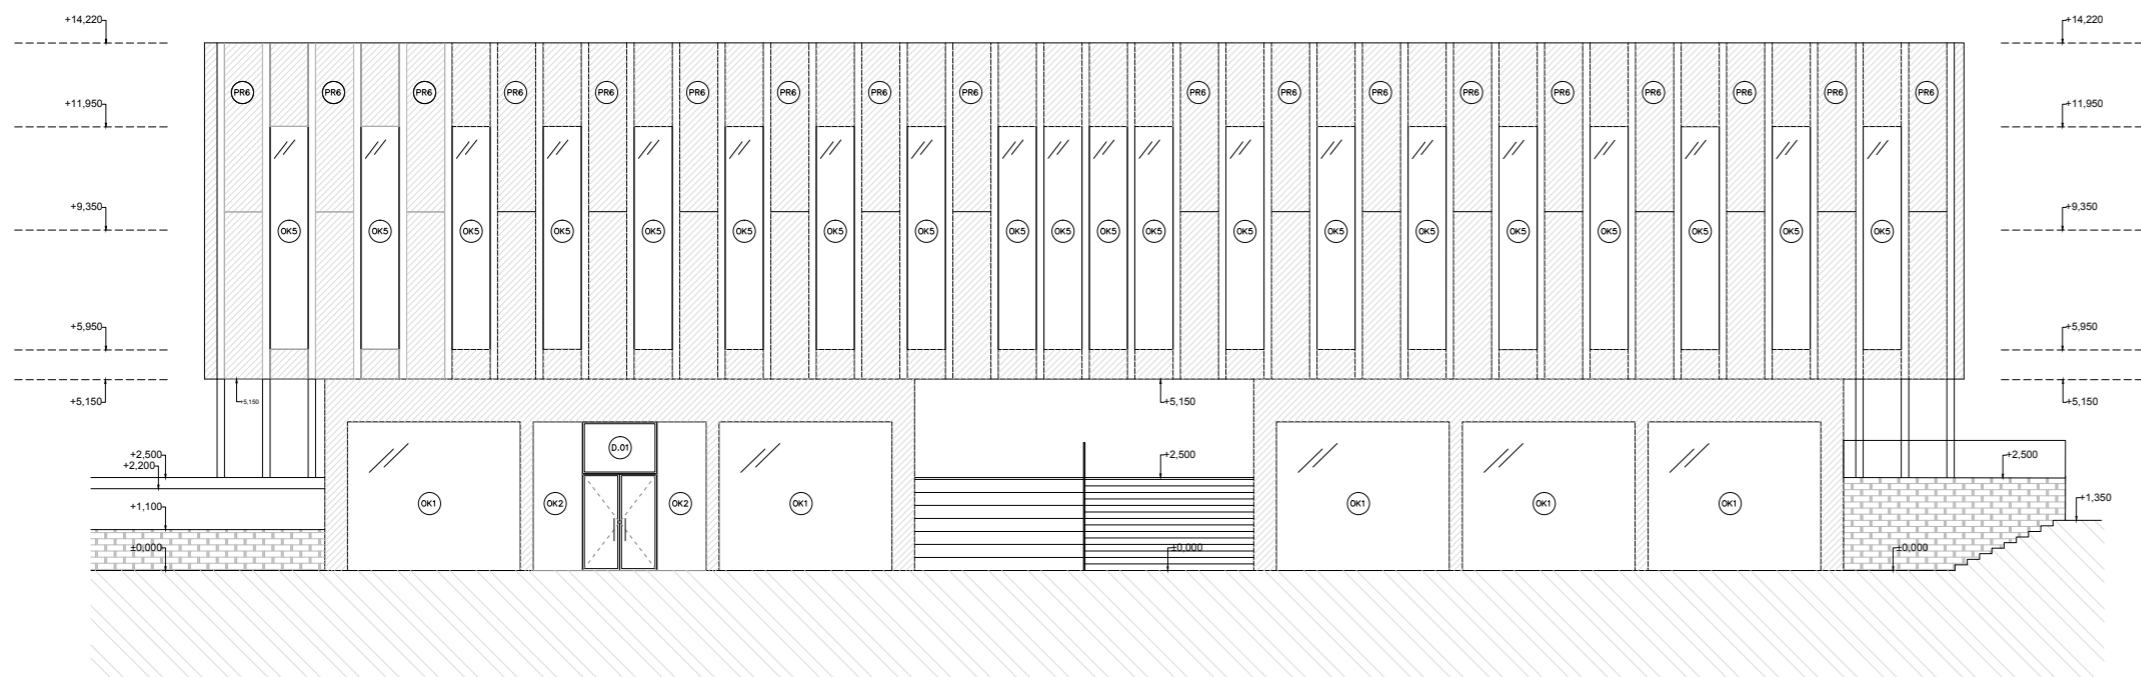 +14,220 +14,220
PR6 PR6 PR6 PR6 PR6 PR6 PR6 PR6 PR6 PR6 PR6 PR6 PR6 PR6 PR6 PR6 PR6 PR6
+11,950 +11,950
+9,350 +9,350
OK5 OK5 OK5 OK5 OK5 OK5 OK5 OK5 OK5 OK5 OK5 OK5 OK5 OK5 OK5 OK5 OK5 OK5 OK5 OK5
+5,950 +5,950
+5,150 +5,150 +5,150 +5,150
D.01
+2,500 +2,500 +2,500
+2,200
+1,350
OK1 OK2 OK2 OK1 OK1 OK1 OK1
+1,100
±0,000 ±0,000 ±0,000